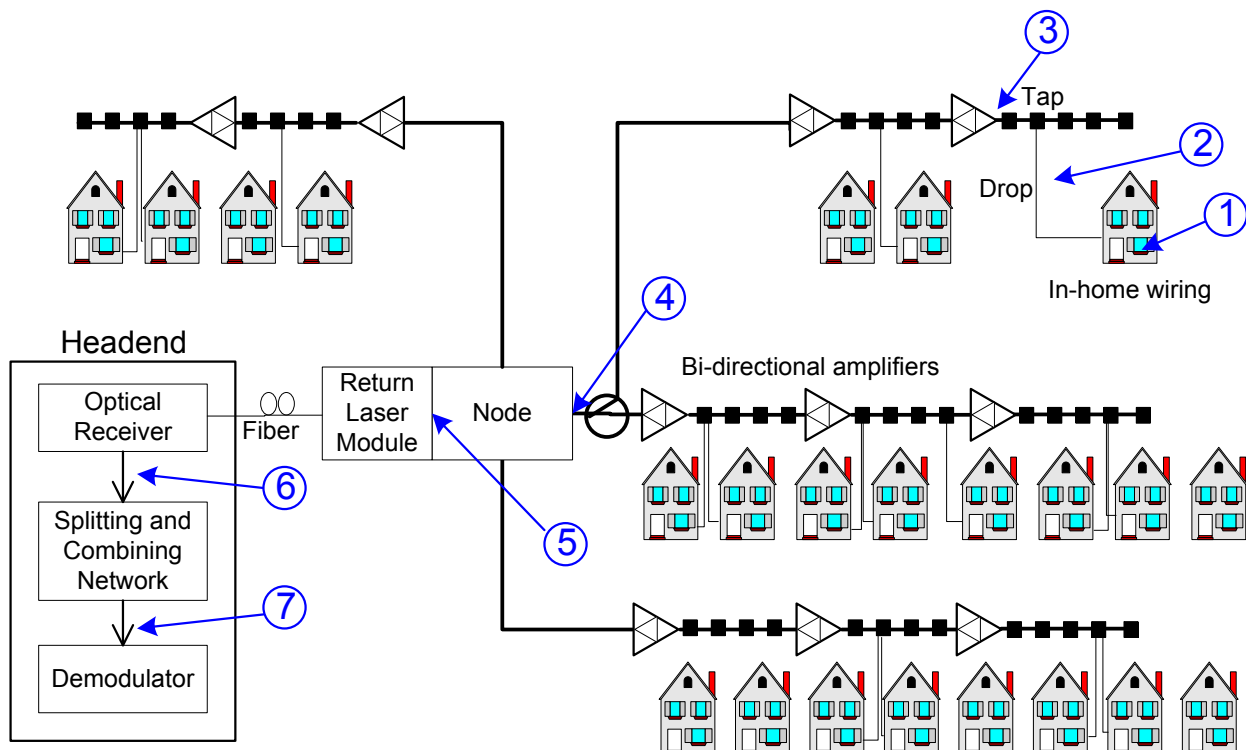 3
Tap
2
Drop
1
In-home wiring
4
Headend
Bi-directional amplifiers
Optical
Receiver
Fiber
Return
Laser
Module
Node
6
5
Splitting and
Combining
Network
7
Demodulator